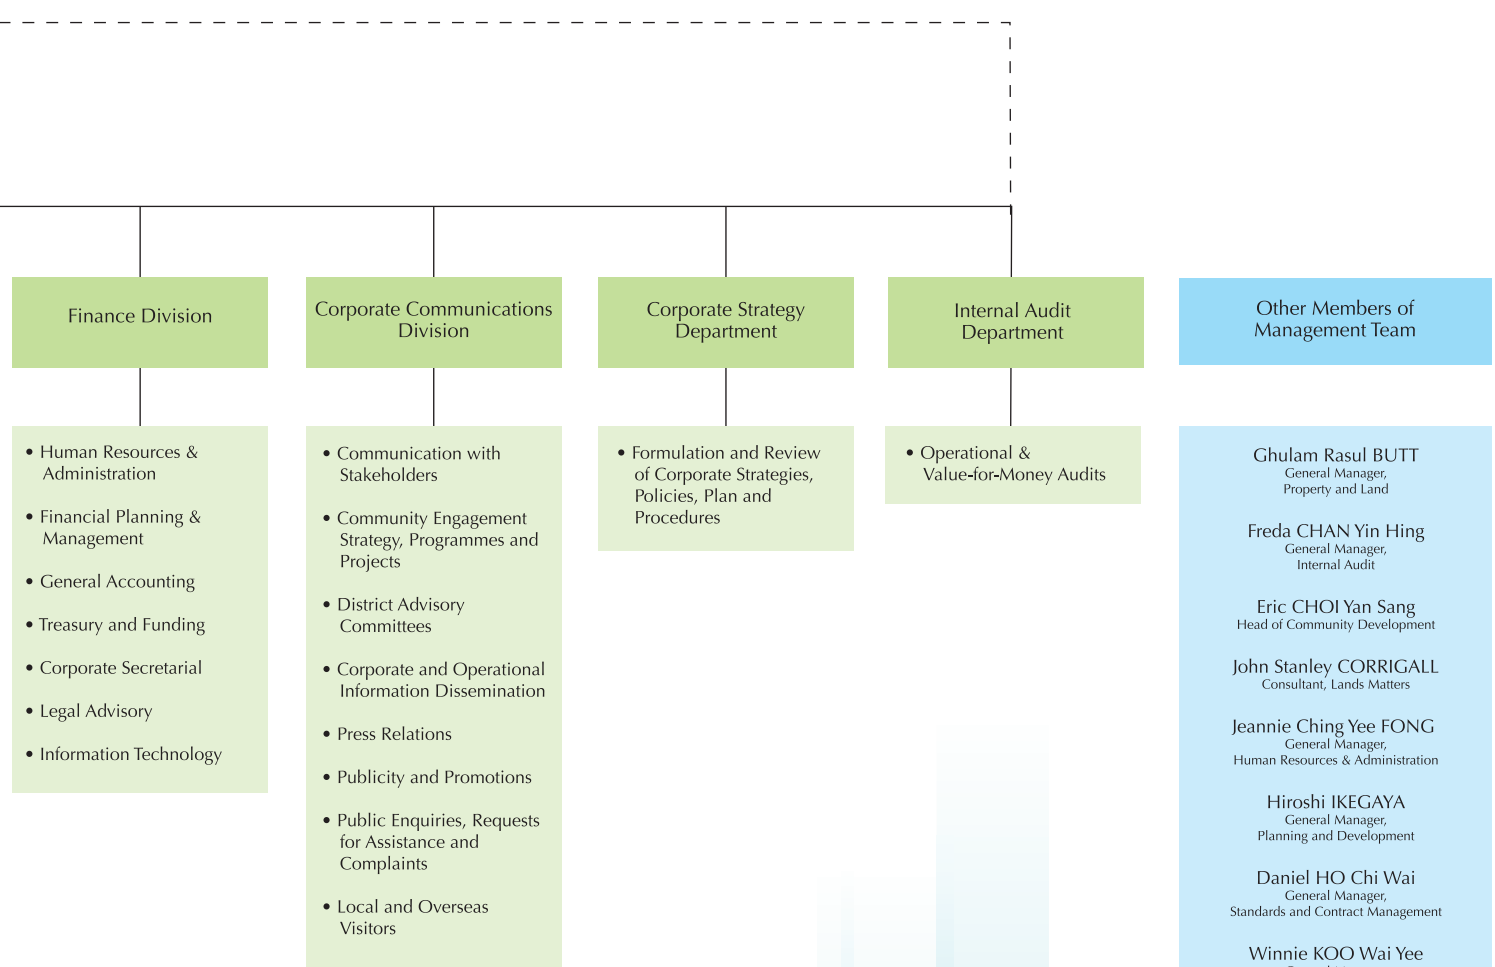 Finance Division
• Human Resources &
Administration
• Financial Planning &
Management
• General Accounting
• Treasury and Funding
• Corporate Secretarial
• Legal Advisory
• Information Technology
Corporate Communications
Division
• Communication with
Stakeholders
• Community Engagement
Strategy, Programmes and
Projects
• District Advisory
Committees
• Corporate and Operational
Information Dissemination
• Press Relations
• Publicity and Promotions
• Public Enquiries, Requests
for Assistance and
Complaints
• Local and Overseas
Visitors
Corporate Strategy
Department
• Formulation and Review
of Corporate Strategies,
Policies, Plan and
Procedures
Internal Audit
Department
• Operational &
Value-for-Money Audits
Other Members of
Management Team
Ghulam Rasul BUTT
General Manager,
Property and Land
Freda CHAN Yin Hing
General Manager,
Internal Audit
Eric CHOI Yan Sang
Head of Community Development
John Stanley CORRIGALL
Consultant, Lands Matters
Jeannie Ching Yee FONG
General Manager,
Human Resources & Administration
Hiroshi IKEGAYA
General Manager,
Planning and Development
Daniel HO Chi Wai
General Manager,
Standards and Contract Management
Winnie KOO Wai Yee